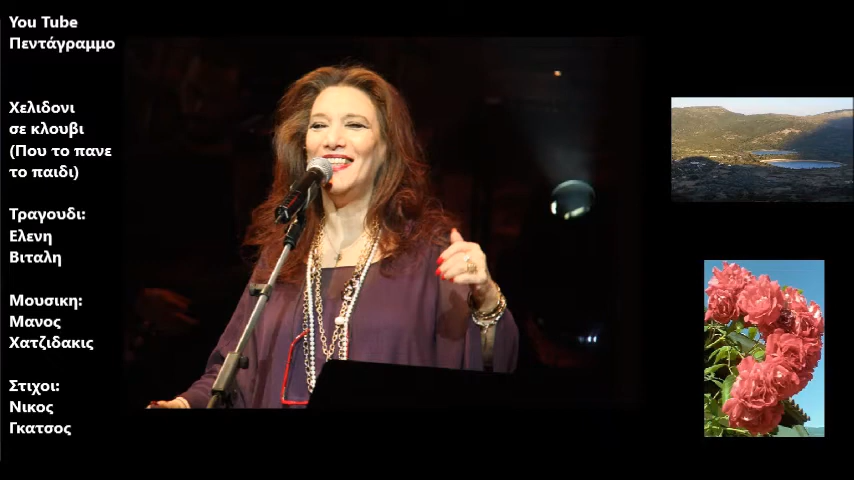 You Tube
Πεντάγραμμο
Χελιδονι
σε κλουβι
(Που το πανε
το παιδι)
Τραγουδι:
Ελενη
Βιταλη
Μουσικη:
Μανος
Χατζιδακις
Στιχοι:
Νικος
Γκατσος